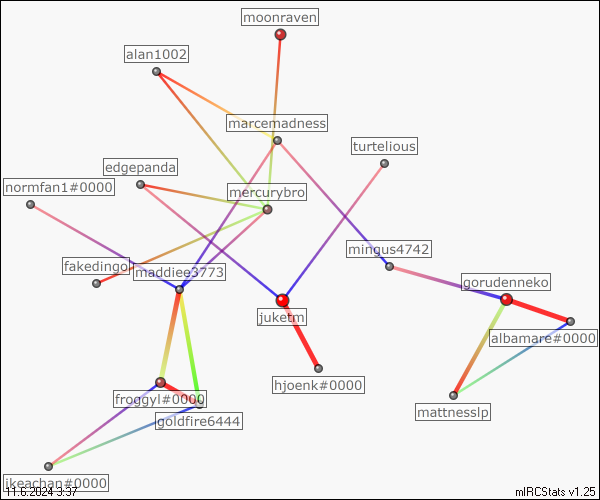 moonraven
alan1002
marcemadness
turtelious
edgepanda
normfan1#0000
mercurybro
mingus4742
fakedingo
maddiee3773
gorudenneko
juketm
albamare#0000
hjoenk#0000
froggyl#0000
mattnesslp
goldfire6444
ikeachan#0000
11.6.2024 3:37
mIRCStats v1.25